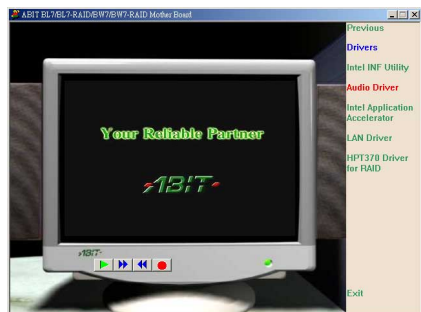 ABIT BL7/BL7-RAID/BW7/BW7-RAID Mother Board
Previous
Drivers
Intel INF Utility
Audio Driver
Intel Application
Accelerator
LAN Driver
HPT370 Driver
for RAID
Exit
Your Reliable Partner
ABIT
ABIT